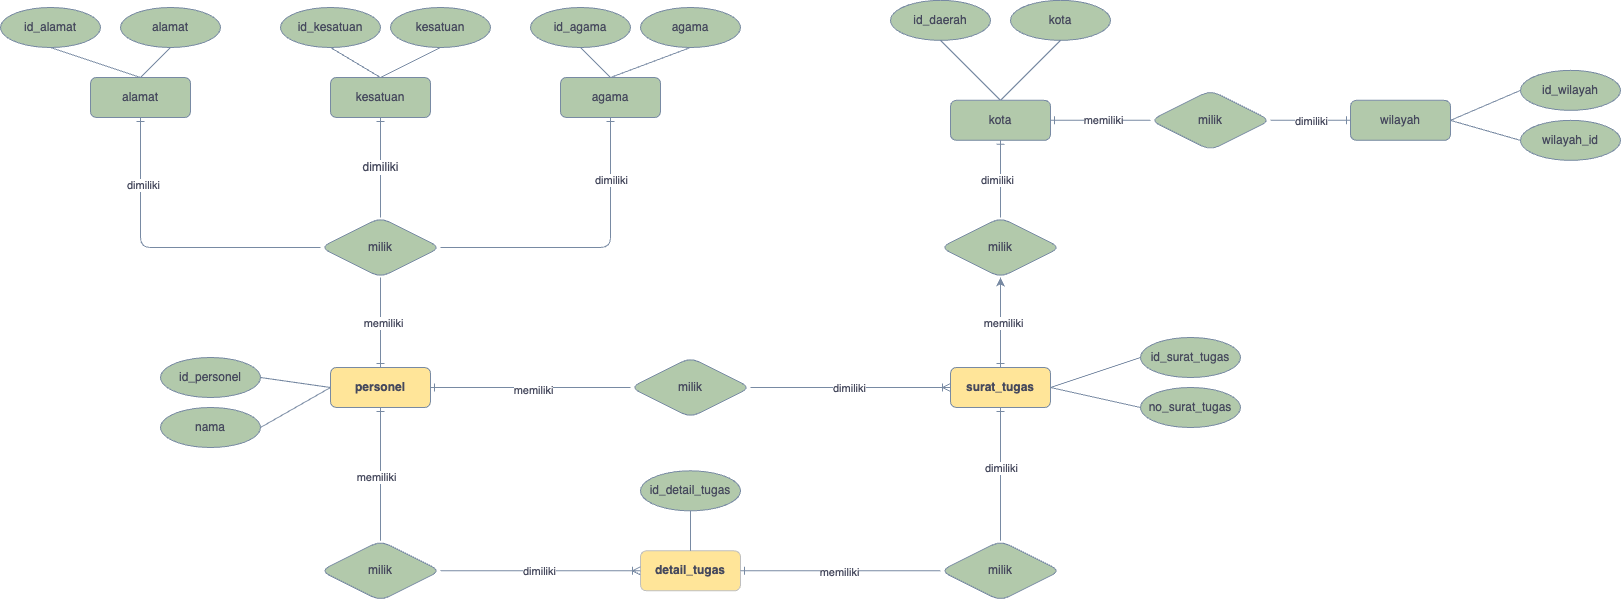 id_alamat
alamat
id_kesatuan
kesatuan
id_agama
agama
id_daerah
kota
alamat
kesatuan
agama
kota
memiliki
milik
dimiliki
wilayah
id_wilayah
wilayah_id
dimiliki
dimiliki
dimiliki
dimiliki
milik
milik
memiliki
memiliki
id_personel
nama
personel
memiliki
milik
dimiliki
surat_tugas
id_surat_tugas
no_surat_tugas
memiliki
dimiliki
id_detail_tugas
milik
dimiliki
detail_tugas
memiliki
milik